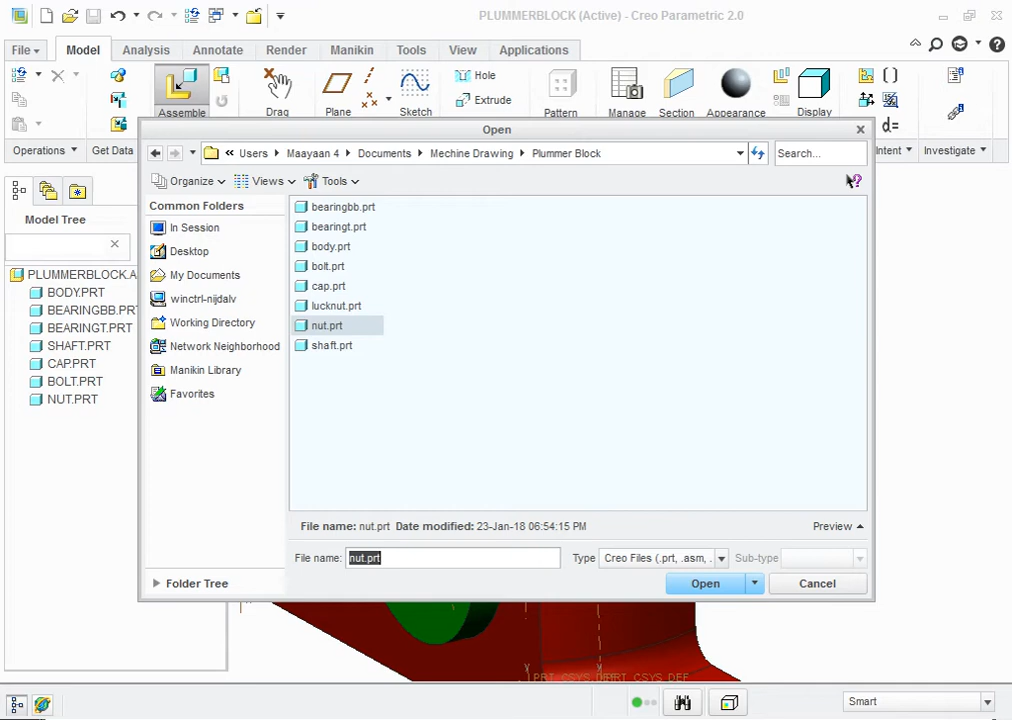 PLUMMERBLOCK (Active) - Creo Parametric 2.0
File Model Analysis Annotate Render Manikin Tools View Applications
Assemble Drag Plane Sketch Hole Extrude Pattern Manage Section Appearance Display d=
Operations Get Data Intent Investigate
Open
« Users Maayaan 4 Documents Mechine Drawing Plummer Block Search...
Organize Views Tools
Model Tree
PLUMMERBLOCK.A
BODY.PRT
BEARINGBB.PR
BEARINGT.PRT
SHAFT.PRT
CAP.PRT
BOLT.PRT
NUT.PRT
Common Folders
In Session
Desktop
My Documents
winctrl-nijdalv
Working Directory
Network Neighborhood
Manikin Library
Favorites
bearingbb.prt
bearingt.prt
body.prt
bolt.prt
cap.prt
lucknut.prt
nut.prt
shaft.prt
File name: nut.prt Date modified: 23-Jan-18 06:54:15 PM Preview
File name: nut.prt Type Creo Files (.prt, .asm, . Sub-type
Folder Tree Open Cancel
Smart